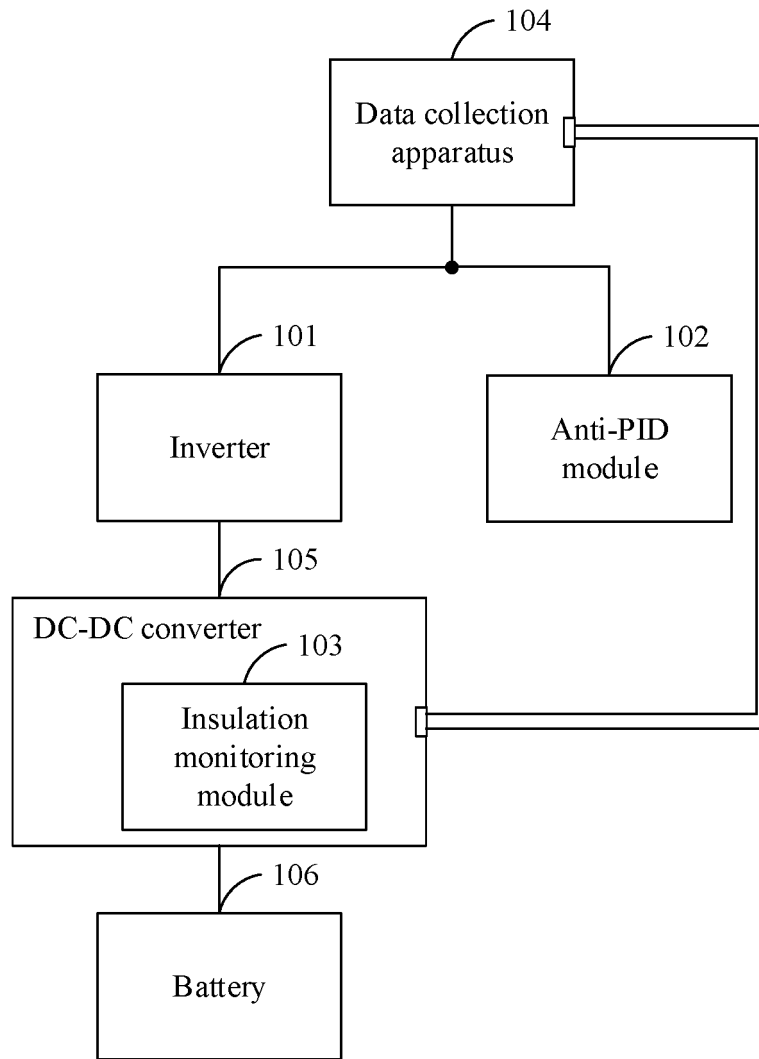 104
Data collection
apparatus
101
102
Inverter
Anti-PID
module
105
DC-DC converter
103
Insulation
monitoring
module
106
Battery